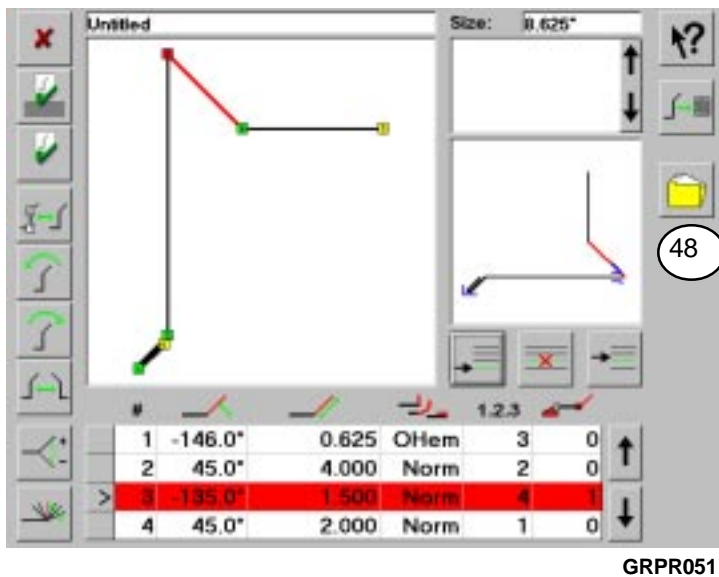 Untitled Size: 8.625"
48
# 1.2.3
1 -146.0° 0.625 OHem 3 0
2 45.0° 4.000 Norm 2 0
> 3 -135.0° 1.500 Norm 4 1
4 45.0° 2.000 Norm 1 0
GRPR051